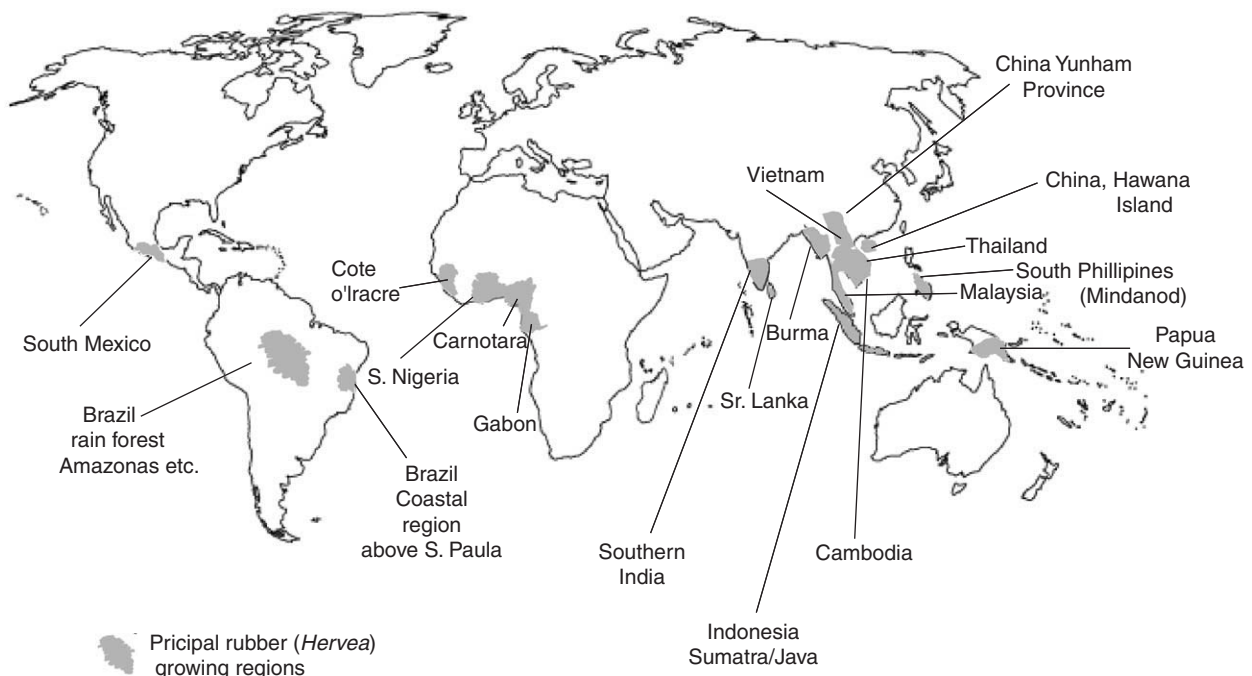 China Yunham
Province
Vietnam
China, Hawana
Island
Thailand
South Phillipines
(Mindanod)
Malaysia
Cote
o'Iracre
South Mexico
Carnotara
Burma
Papua
New Guinea
S. Nigeria
Sr. Lanka
Gabon
Brazil
rain forest
Amazonas etc.
Brazil
Coastal
region
above S. Paula
Southern
India
Cambodia
Indonesia
Sumatra/Java
Pricipal rubber (Hervea)
growing regions